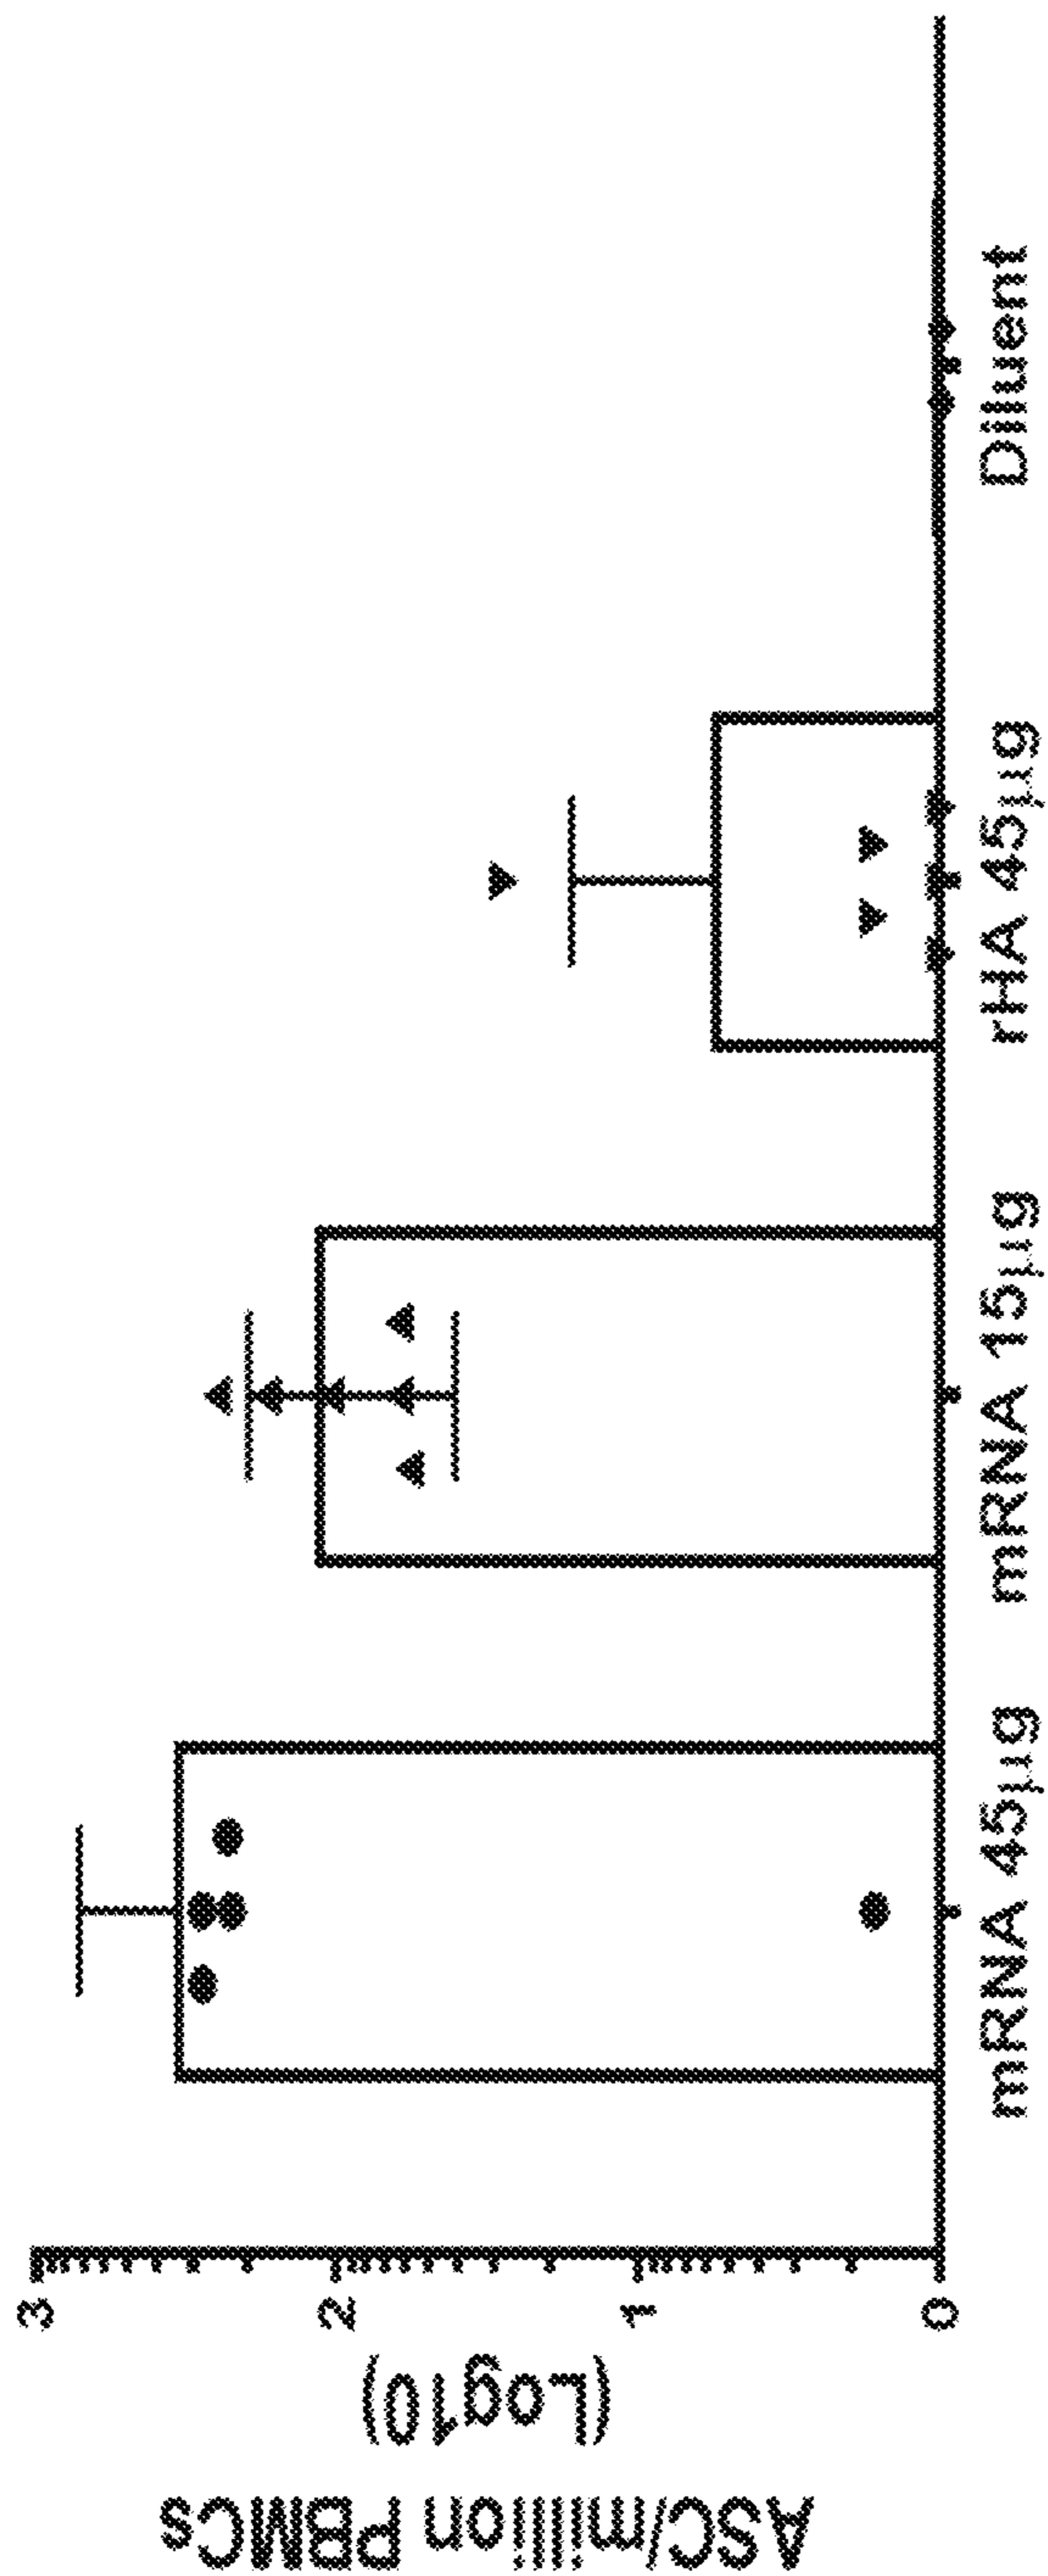 ASC/million PBMCs
(Log10)
3
2
1
0
mRNA 45µg
mRNA 15µg
rHA 45µg
Diluent